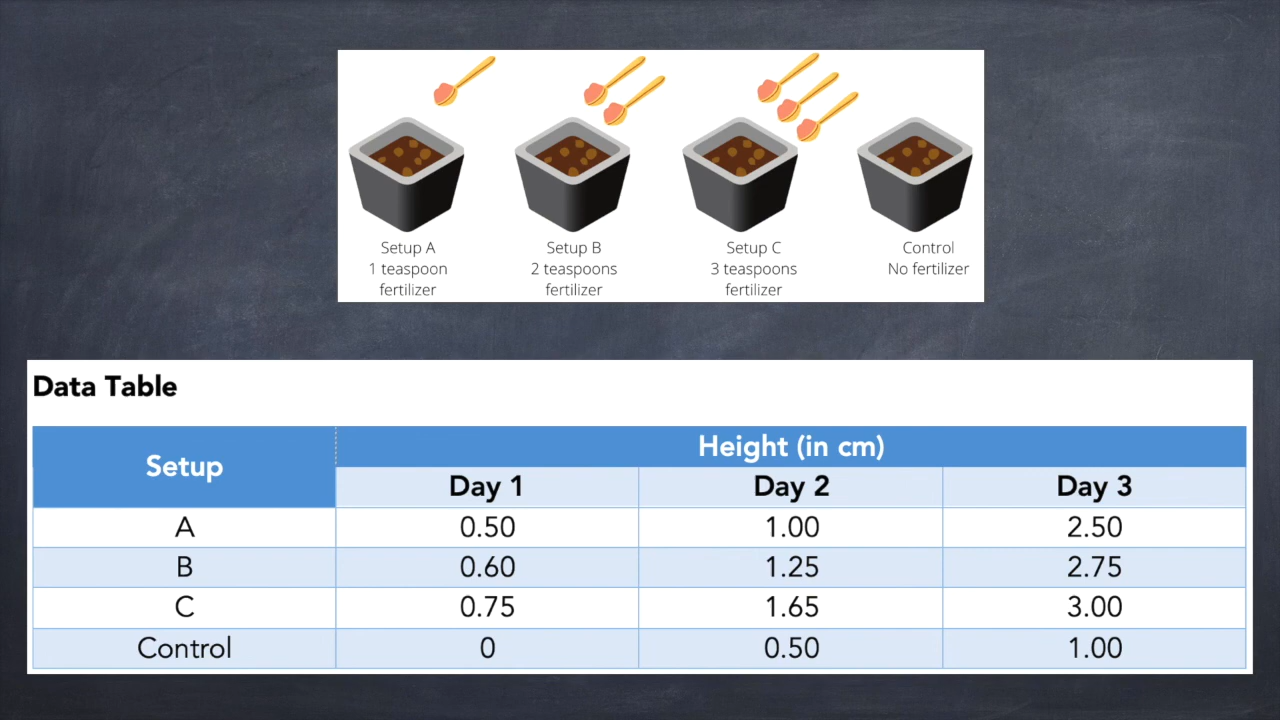 Setup A
1 teaspoon
fertilizer
Setup B
2 teaspoons
fertilizer
Setup C
3 teaspoons
fertilizer
Control
No fertilizer
Data Table
Setup
Height (in cm)
Day 1 Day 2 Day 3
A 0.50 1.00 2.50
B 0.60 1.25 2.75
C 0.75 1.65 3.00
Control 0 0.50 1.00